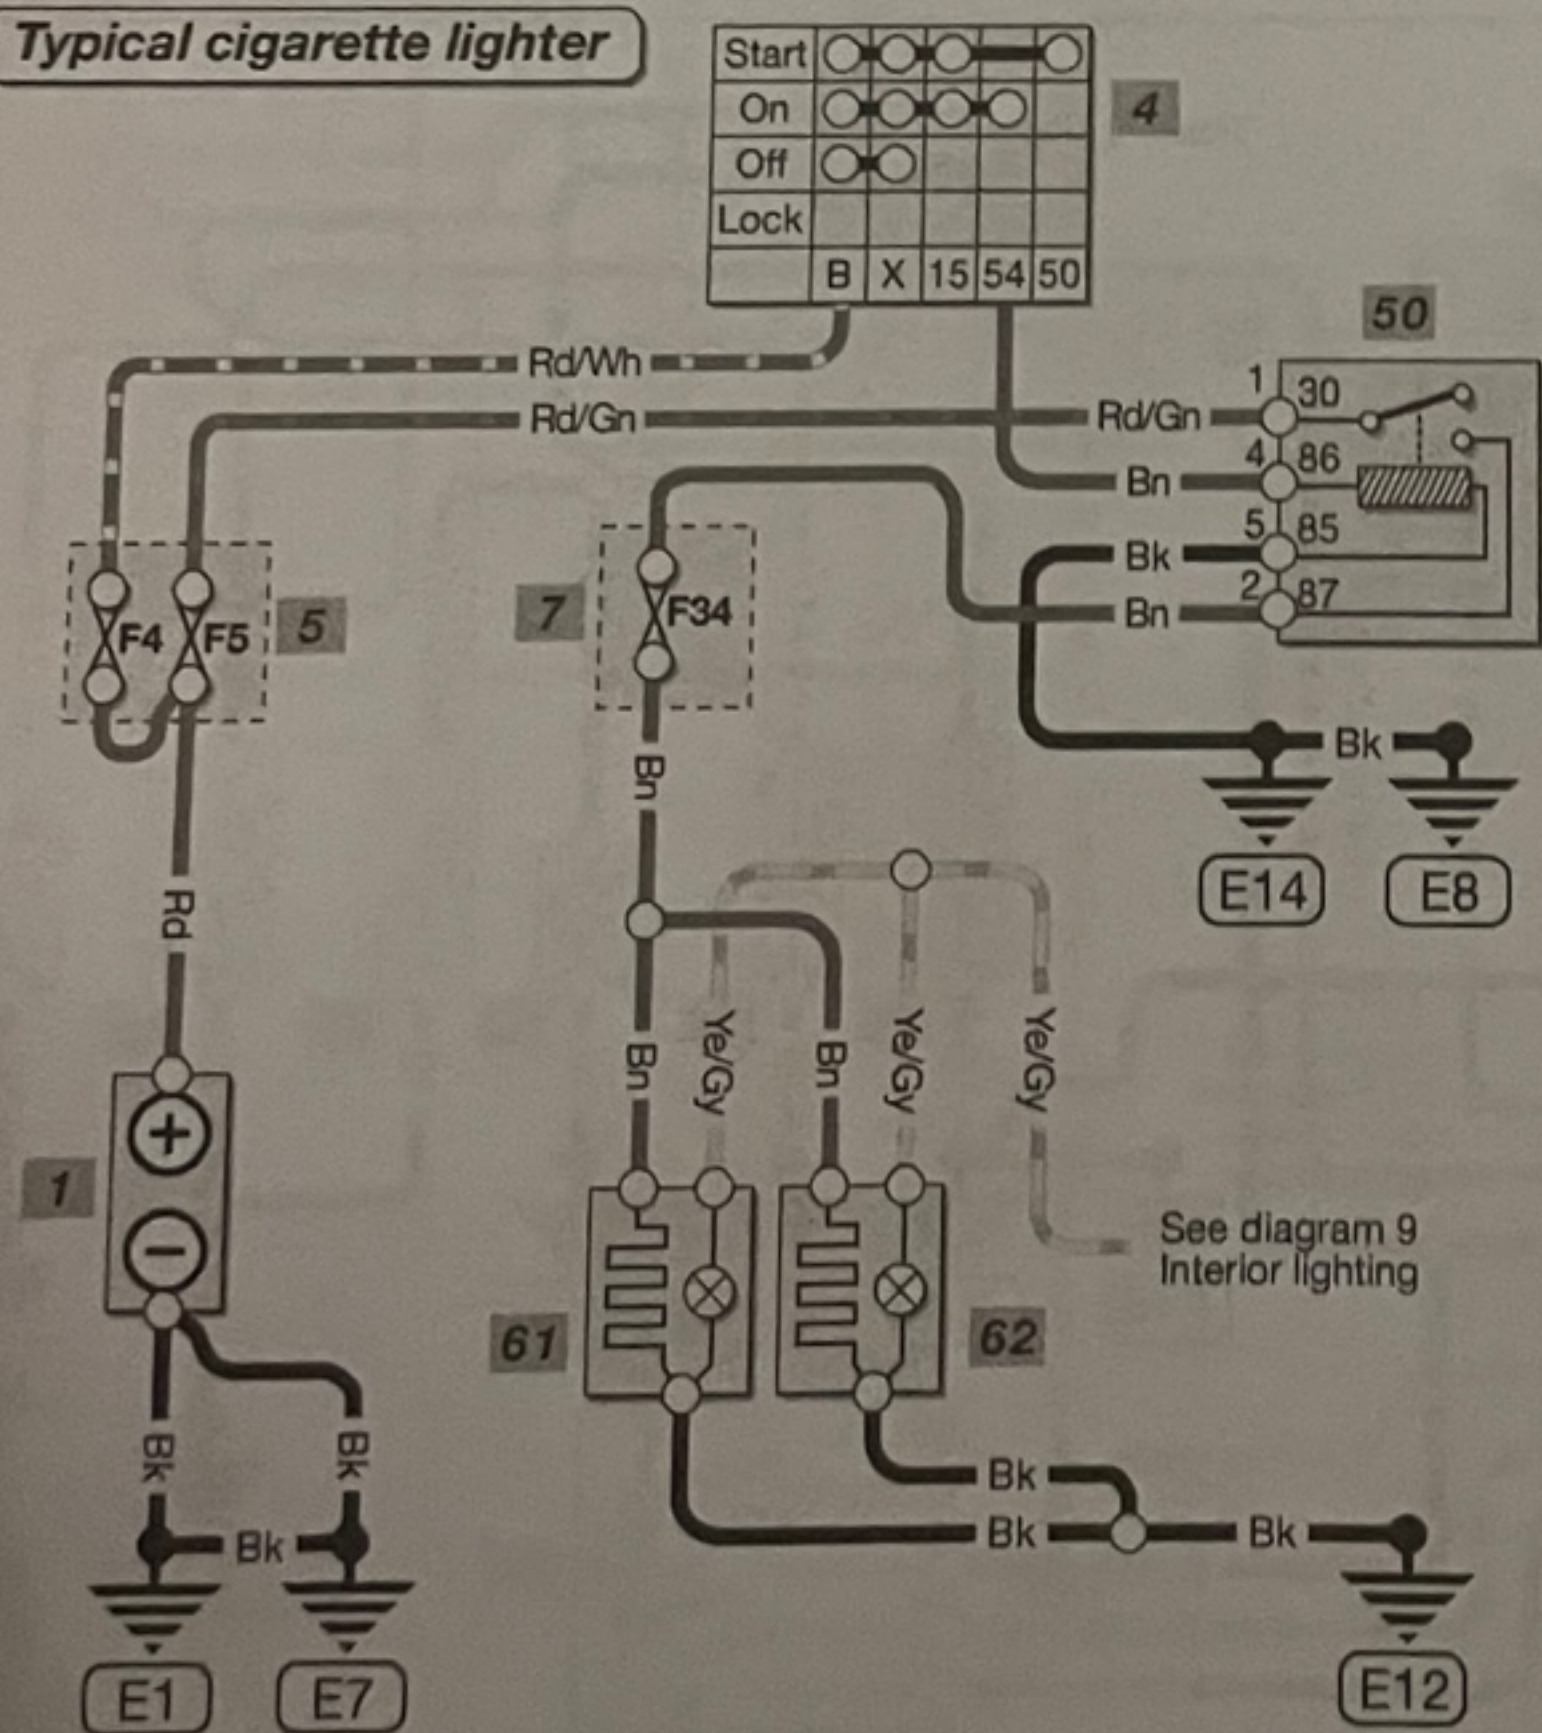 Typical cigarette lighter
Start
On
Off
Lock
B X 15 54 50
4
50
Rd/Wh
Rd/Gn
Rd/Gn
1 30
4 86
Bn
5 85
Bk
2 87
Bn
F4 F5
5
7
F34
Bk
E14
E8
Bn
Rd
Bn
Ye/Gy
Bn
Ye/Gy
Ye/Gy
1
+
−
See diagram 9
Interior lighting
61
62
Bk
Bk
Bk
Bk
Bk
Bk
E1
E7
E12